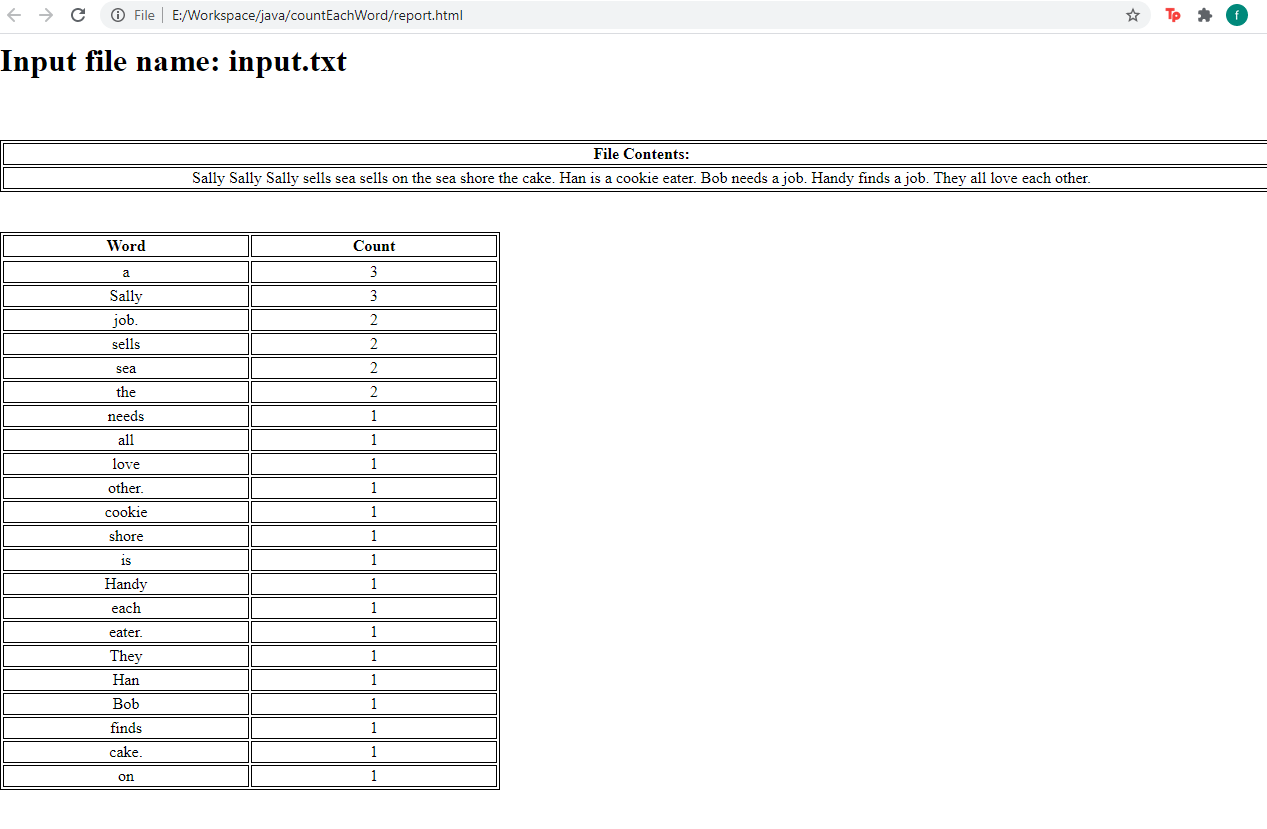 File E:/Workspace/java/countEachWord/report.html Tp f
Input file name: input.txt
File Contents:
Sally Sally Sally sells sea sells on the sea shore the cake. Han is a cookie eater. Bob needs a job. Handy finds a job. They all love each other.
Word Count
a 3
Sally 3
job. 2
sells 2
sea 2
the 2
needs 1
all 1
love 1
other. 1
cookie 1
shore 1
is 1
Handy 1
each 1
eater. 1
They 1
Han 1
Bob 1
finds 1
cake. 1
on 1